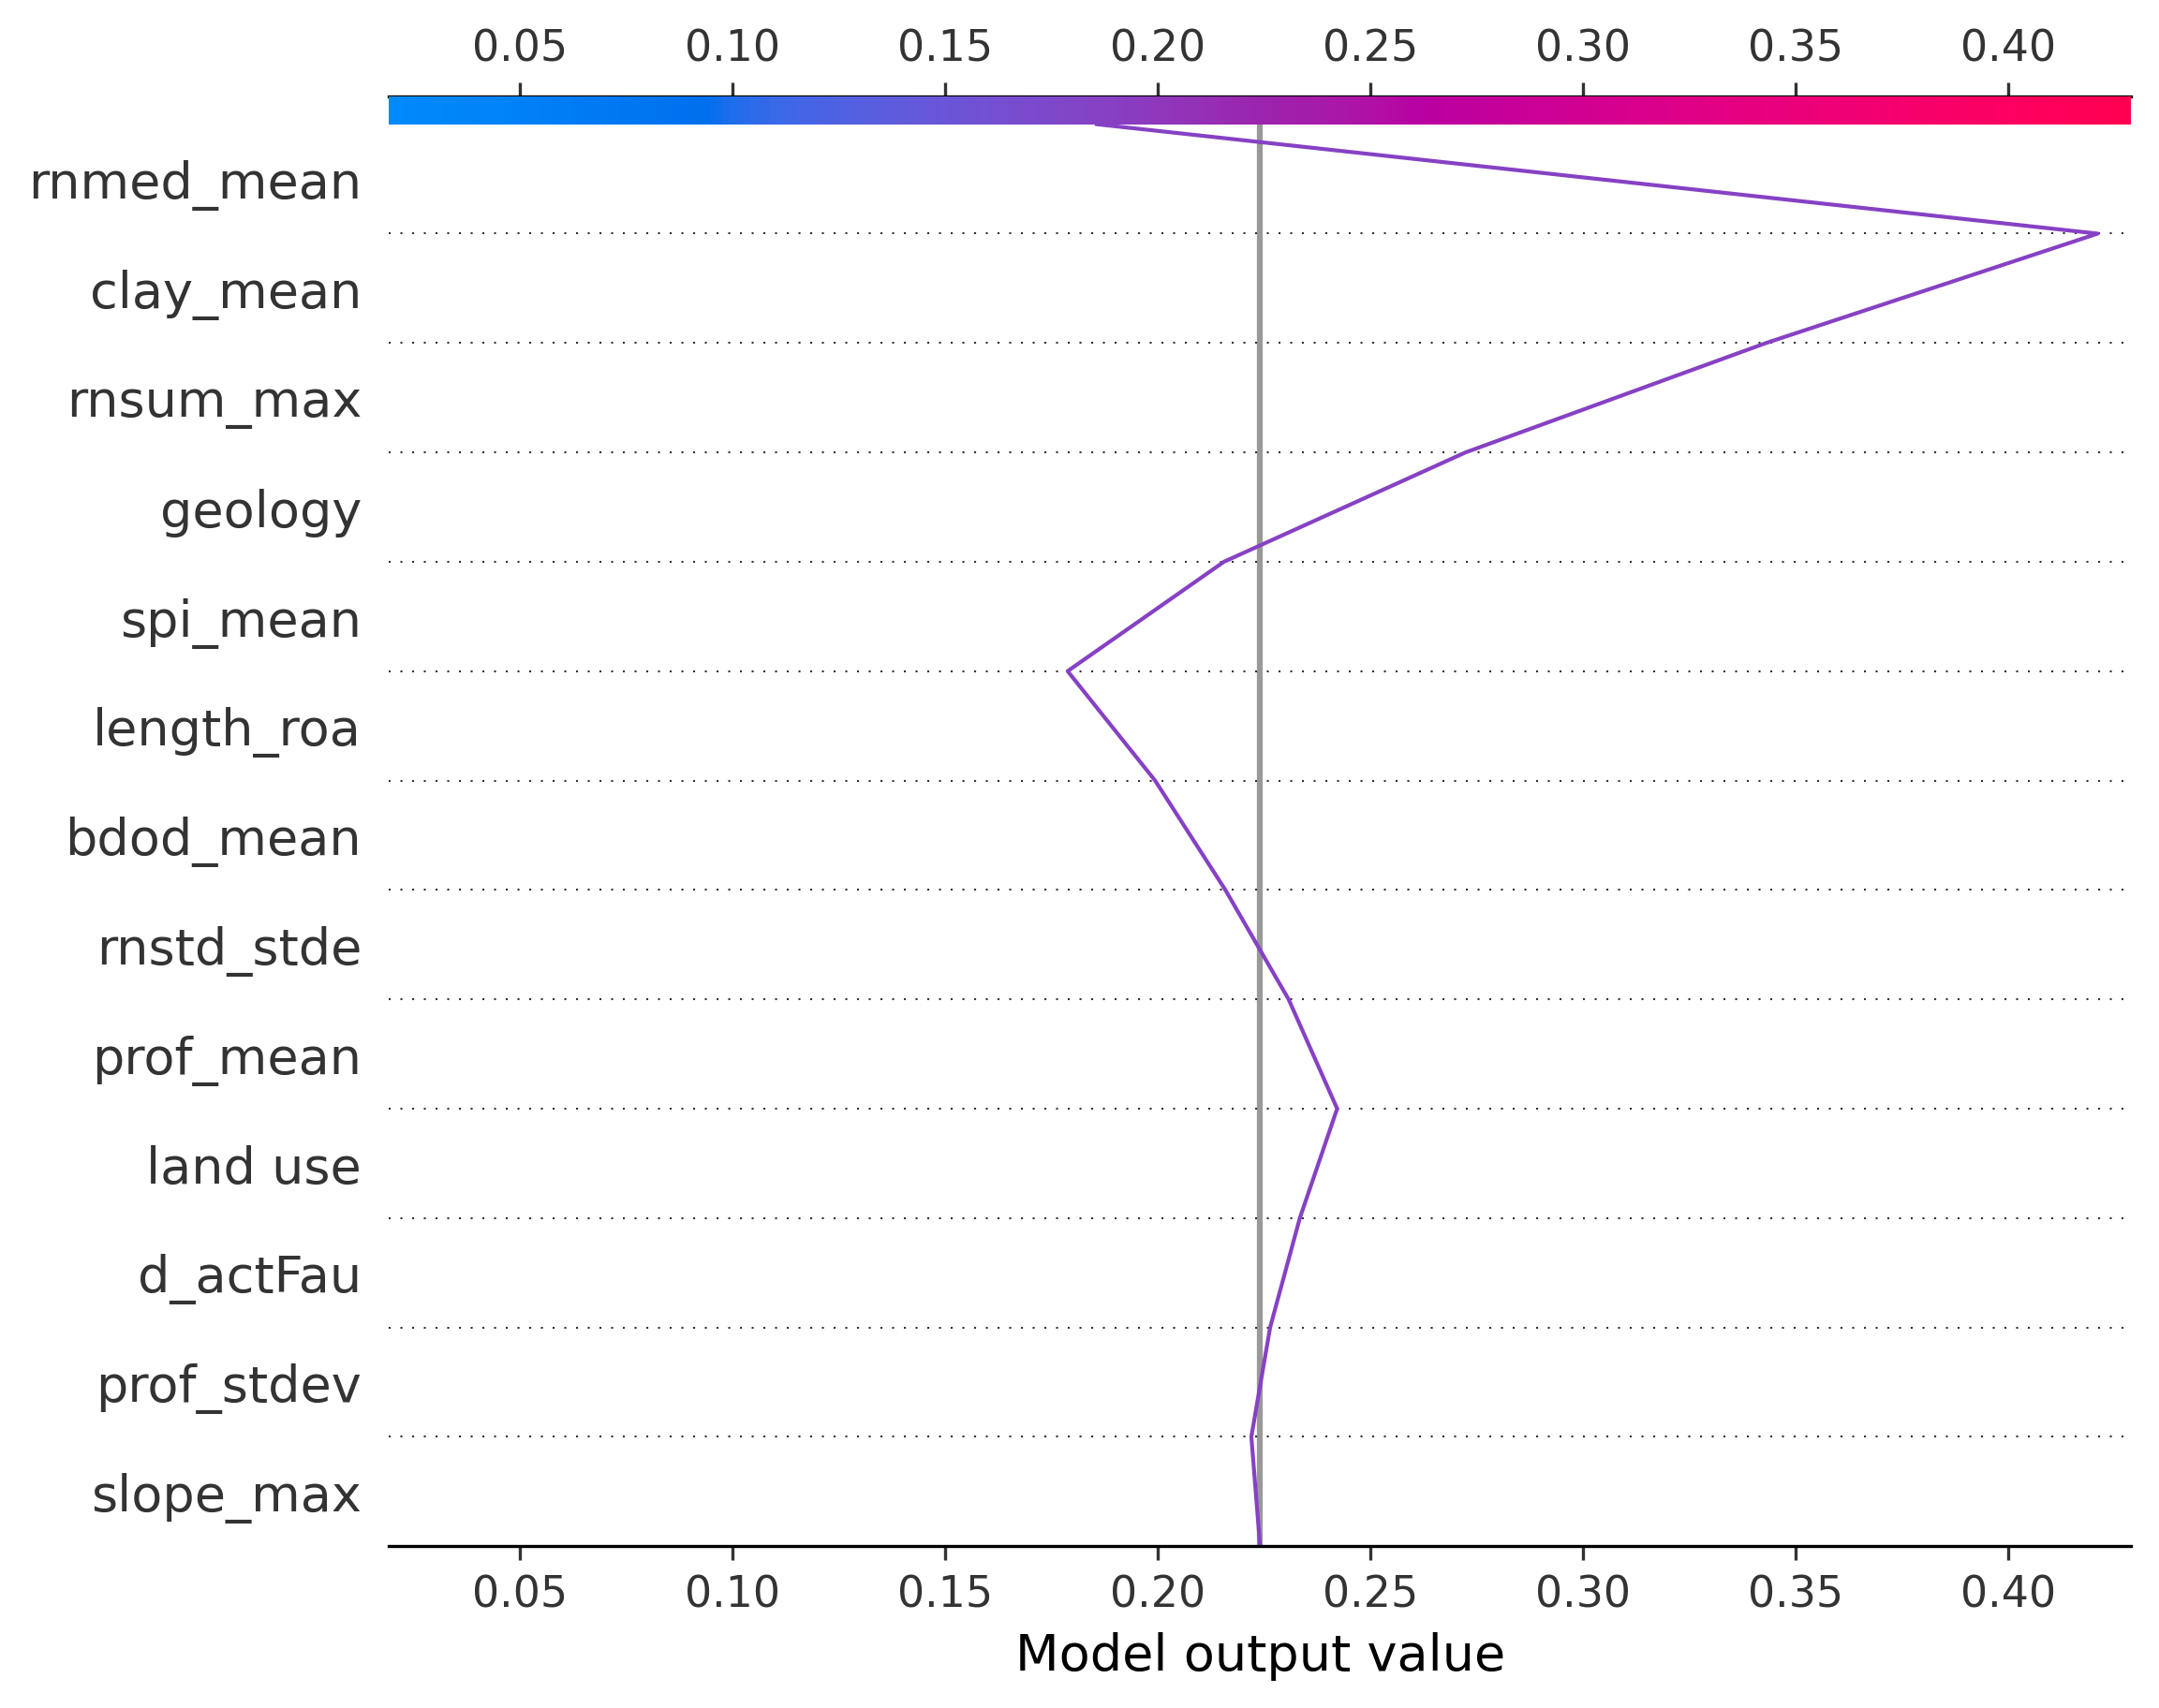 0.05 0.10 0.15 0.20 0.25 0.30 0.35 0.40
rnmed_mean
clay_mean
rnsum_max
geology
spi_mean
length_roa
bdod_mean
rnstd_stde
prof_mean
land use
d_actFau
prof_stdev
slope_max
0.05 0.10 0.15 0.20 0.25 0.30 0.35 0.40
Model output value